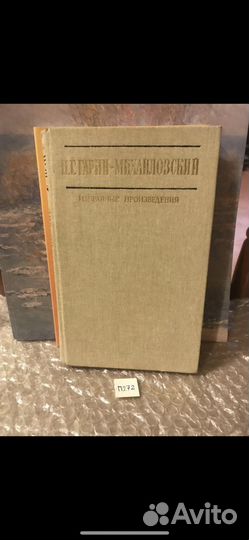 Н.Г.ГАРИН-МИХАЙЛОВСКИЙ
ИЗБРАННЫЕ ПРОИЗВЕДЕНИЯ
П272
Avito